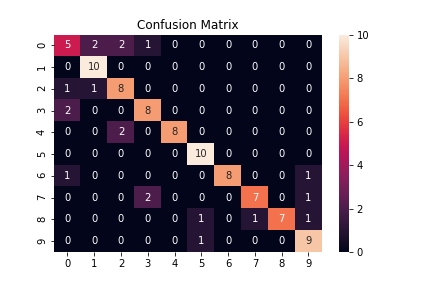 Confusion Matrix
0 5 2 2 1 0 0 0 0 0 0
1 0 10 0 0 0 0 0 0 0 0
2 1 1 8 0 0 0 0 0 0 0
3 2 0 0 8 0 0 0 0 0 0
4 0 0 2 0 8 0 0 0 0 0
5 0 0 0 0 0 10 0 0 0 0
6 1 0 0 0 0 0 8 0 0 1
7 0 0 0 2 0 0 0 7 0 1
8 0 0 0 0 0 1 0 1 7 1
9 0 0 0 0 0 1 0 0 0 9
0 1 2 3 4 5 6 7 8 9
10
8
6
4
2
0